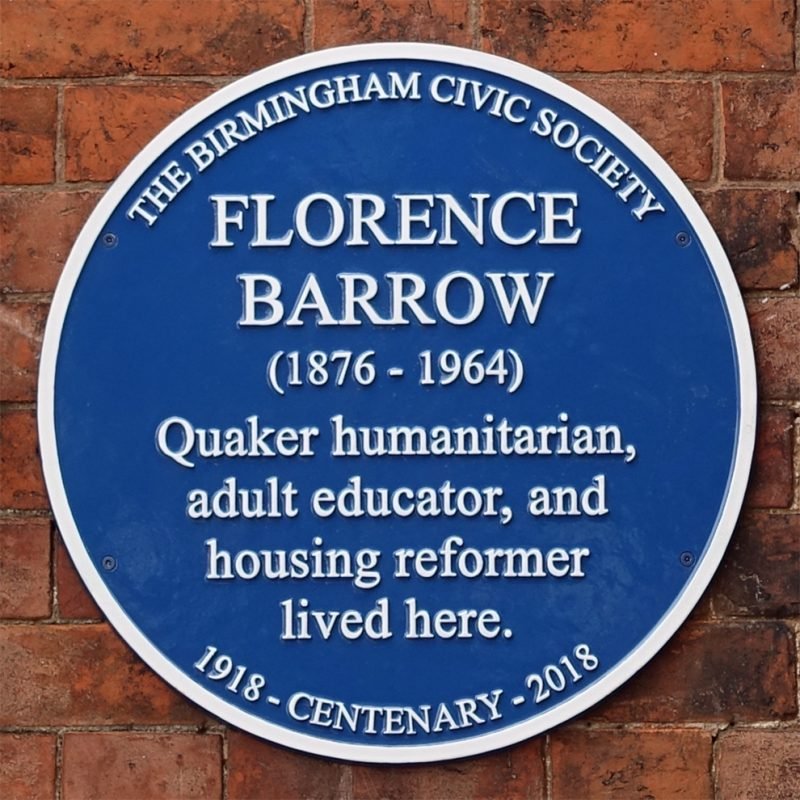 THE BIRMINGHAM CIVIC SOCIETY
FLORENCE
BARROW
(1876 - 1964)
Quaker humanitarian,
adult educator, and
housing reformer
lived here.
1918 - CENTENARY - 2018